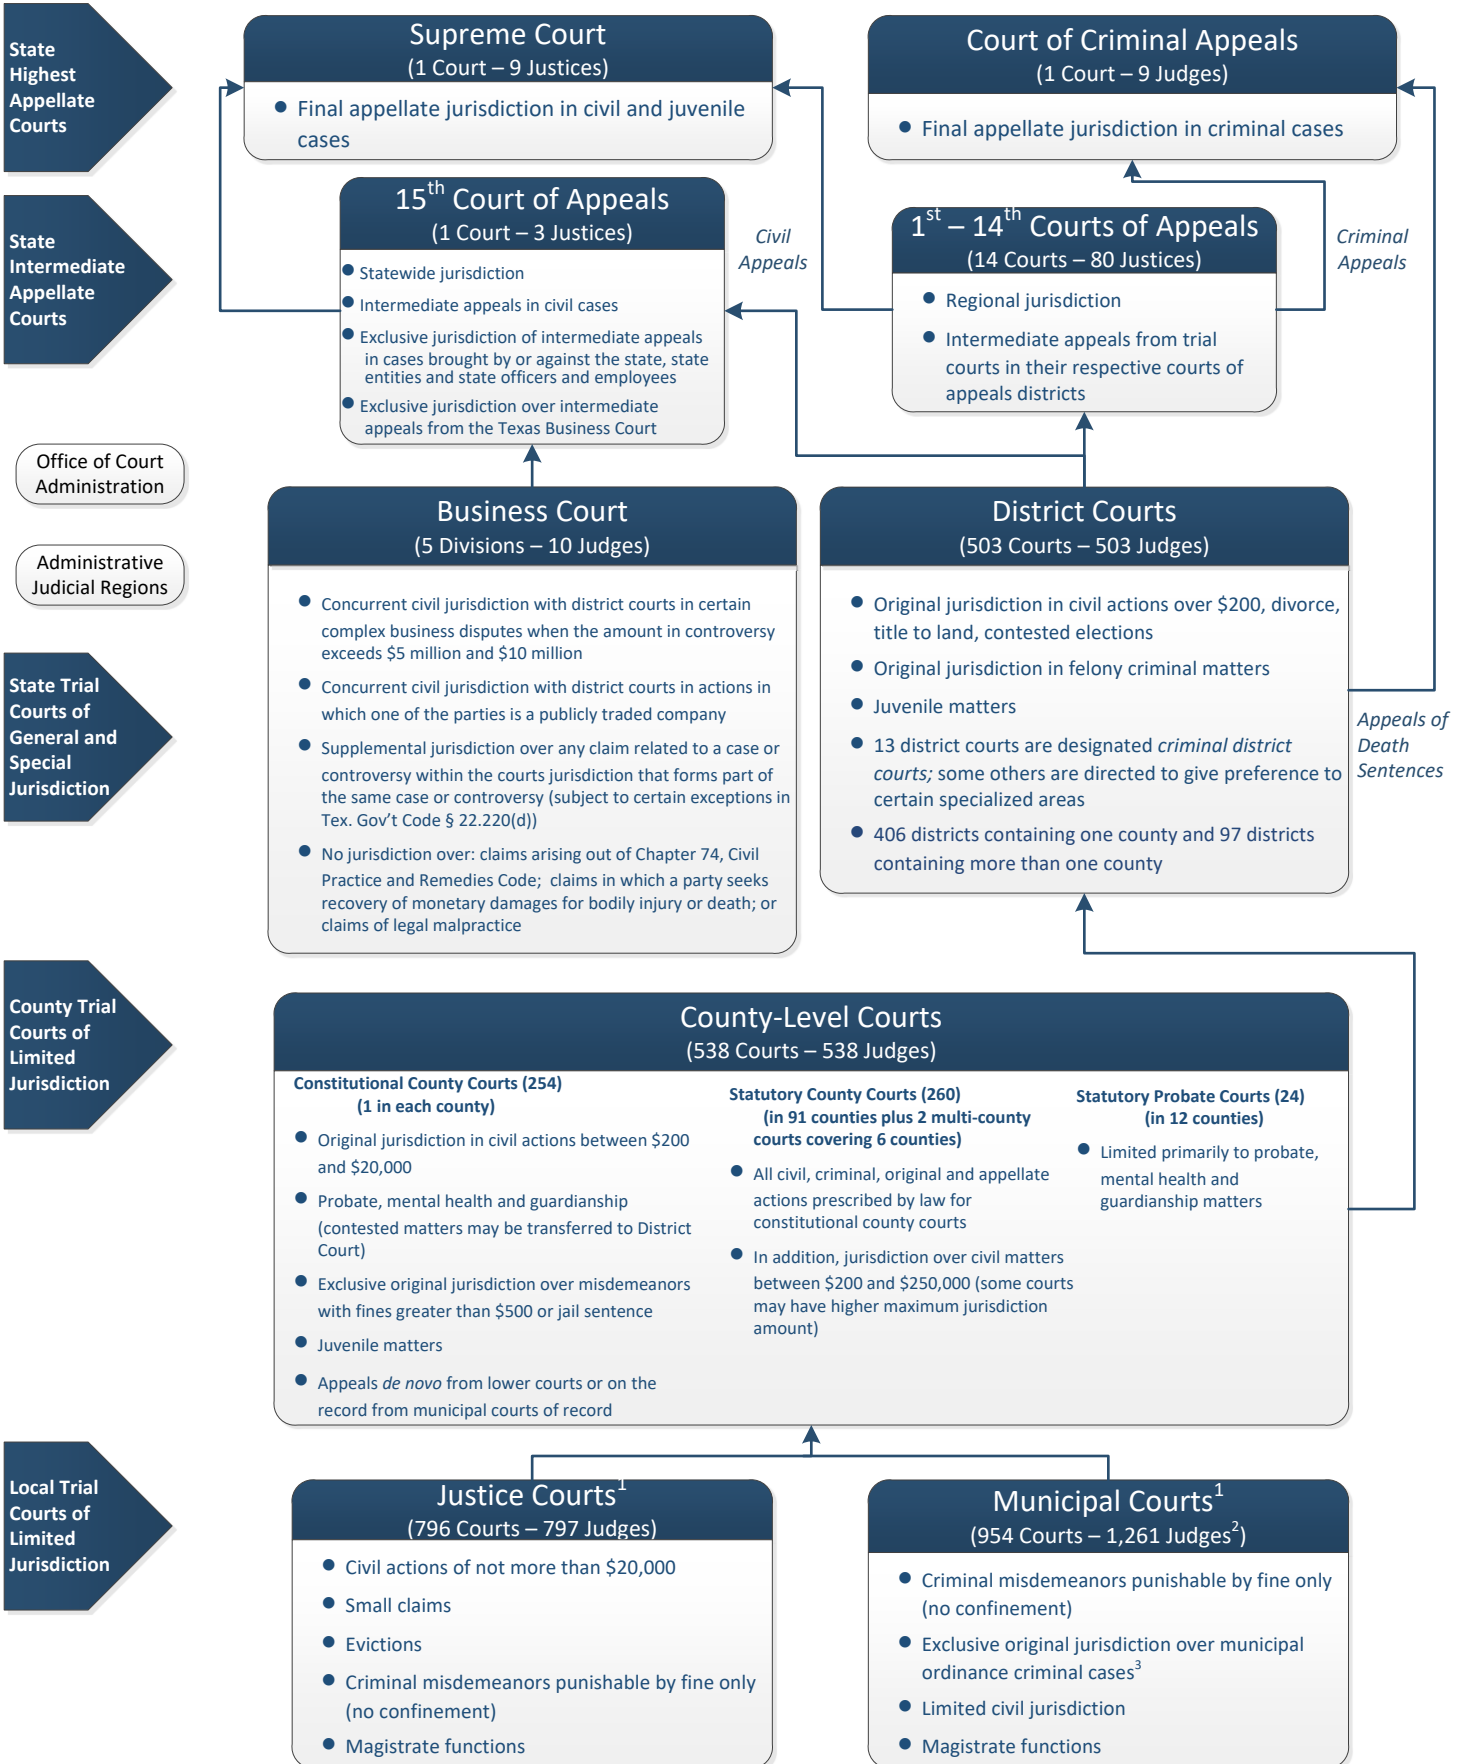 State
Highest
Appellate
Courts
Supreme Court
(1 Court – 9 Justices)
● Final appellate jurisdiction in civil and juvenile
cases
Court of Criminal Appeals
(1 Court – 9 Judges)
● Final appellate jurisdiction in criminal cases
State
Intermediate
Appellate
Courts
15th Court of Appeals
(1 Court – 3 Justices)
● Statewide jurisdiction
● Intermediate appeals in civil cases
● Exclusive jurisdiction of intermediate appeals
in cases brought by or against the state, state
entities and state officers and employees
● Exclusive jurisdiction over intermediate
appeals from the Texas Business Court
Civil
Appeals
1st – 14th Courts of Appeals
(14 Courts – 80 Justices)
● Regional jurisdiction
● Intermediate appeals from trial
courts in their respective courts of
appeals districts
Criminal
Appeals
Office of Court
Administration
Administrative
Judicial Regions
State Trial
Courts of
General and
Special
Jurisdiction
Business Court
(5 Divisions – 10 Judges)
● Concurrent civil jurisdiction with district courts in certain
complex business disputes when the amount in controversy
exceeds $5 million and $10 million
● Concurrent civil jurisdiction with district courts in actions in
which one of the parties is a publicly traded company
● Supplemental jurisdiction over any claim related to a case or
controversy within the courts jurisdiction that forms part of
the same case or controversy (subject to certain exceptions in
Tex. Gov’t Code § 22.220(d))
● No jurisdiction over: claims arising out of Chapter 74, Civil
Practice and Remedies Code; claims in which a party seeks
recovery of monetary damages for bodily injury or death; or
claims of legal malpractice
District Courts
(503 Courts – 503 Judges)
● Original jurisdiction in civil actions over $200, divorce,
title to land, contested elections
● Original jurisdiction in felony criminal matters
● Juvenile matters
● 13 district courts are designated criminal district
courts; some others are directed to give preference to
certain specialized areas
● 406 districts containing one county and 97 districts
containing more than one county
Appeals of
Death
Sentences
County Trial
Courts of
Limited
Jurisdiction
County-Level Courts
(538 Courts – 538 Judges)
Constitutional County Courts (254)
(1 in each county)
● Original jurisdiction in civil actions between $200
and $20,000
● Probate, mental health and guardianship
(contested matters may be transferred to District
Court)
● Exclusive original jurisdiction over misdemeanors
with fines greater than $500 or jail sentence
● Juvenile matters
● Appeals de novo from lower courts or on the
record from municipal courts of record
Statutory County Courts (260)
(in 91 counties plus 2 multi-county
courts covering 6 counties)
● All civil, criminal, original and appellate
actions prescribed by law for
constitutional county courts
● In addition, jurisdiction over civil matters
between $200 and $250,000 (some courts
may have higher maximum jurisdiction
amount)
Statutory Probate Courts (24)
(in 12 counties)
● Limited primarily to probate,
mental health and
guardianship matters
Local Trial
Courts of
Limited
Jurisdiction
Justice Courts1
(796 Courts – 797 Judges)
● Civil actions of not more than $20,000
● Small claims
● Evictions
● Criminal misdemeanors punishable by fine only
(no confinement)
● Magistrate functions
Municipal Courts1
(954 Courts – 1,261 Judges2)
● Criminal misdemeanors punishable by fine only
(no confinement)
● Exclusive original jurisdiction over municipal
ordinance criminal cases3
● Limited civil jurisdiction
● Magistrate functions